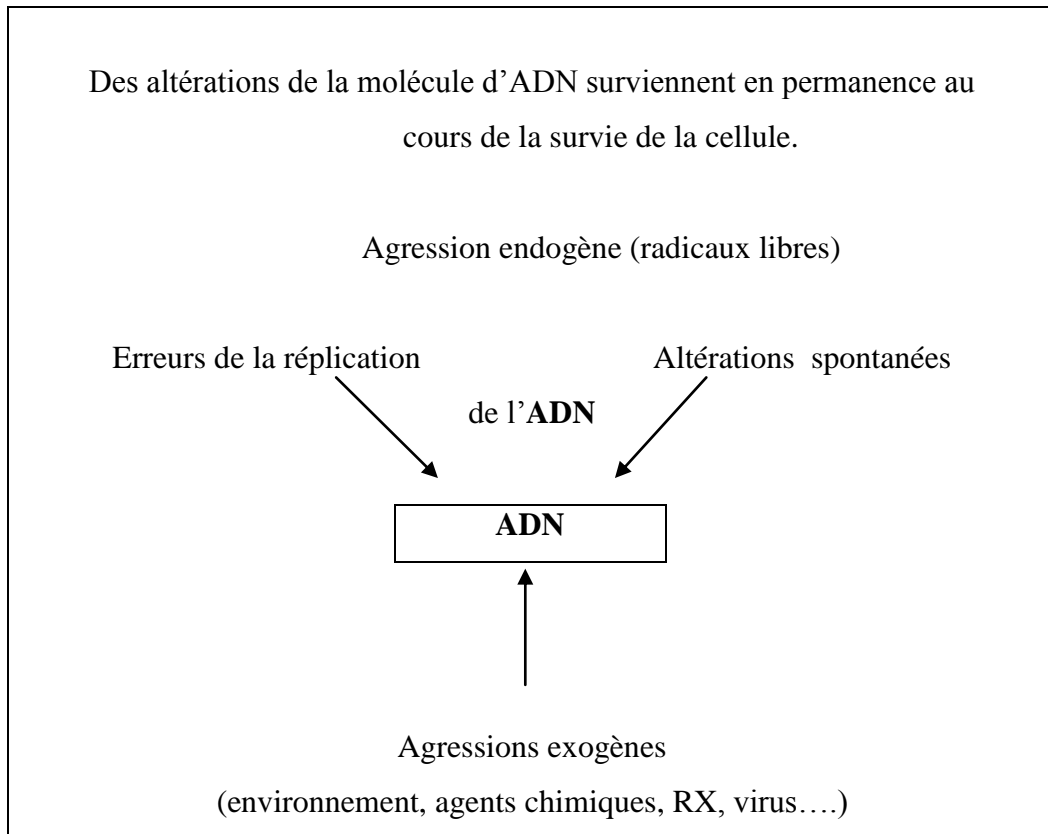 Des altérations de la molécule d’ADN surviennent en permanence au
cours de la survie de la cellule.
Agression endogène (radicaux libres)
Erreurs de la réplication Altérations spontanées
de l’ADN
ADN
Agressions exogènes
(environnement, agents chimiques, RX, virus….)